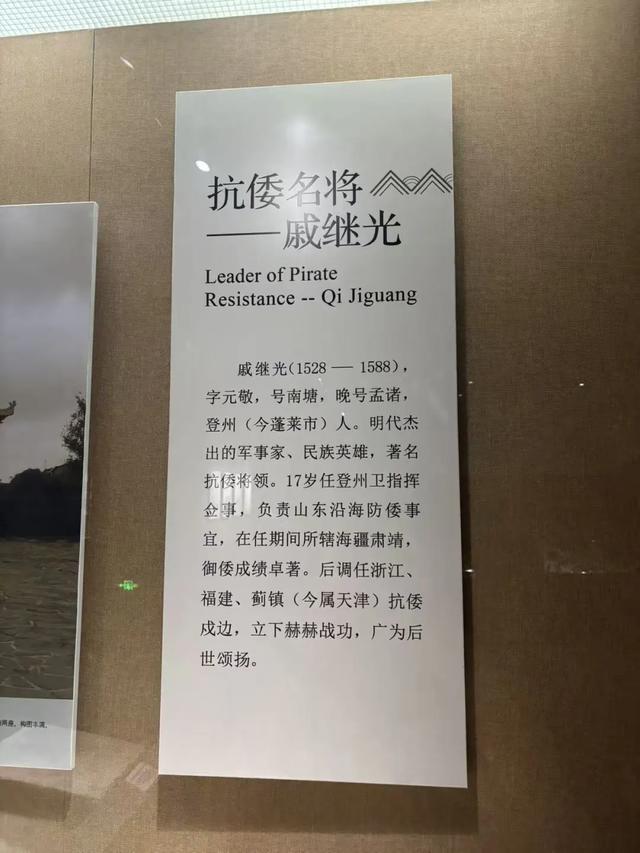 抗倭名将
——戚继光
Leader of Pirate
Resistance -- Qi Jiguang
戚继光(1528 — 1588)，
字元敬，号南塘，晚号孟诸，
登州（今蓬莱市）人。明代杰
出的军事家、民族英雄，著名
抗倭将领。17岁任登州卫指挥
佥事，负责山东沿海防倭事
宜，在任期间所辖海疆肃靖，
御倭成绩卓著。后调任浙江、
福建、蓟镇（今属天津）抗倭
戍边，立下赫赫战功，广为后
世颂扬。
两座，构图丰满，